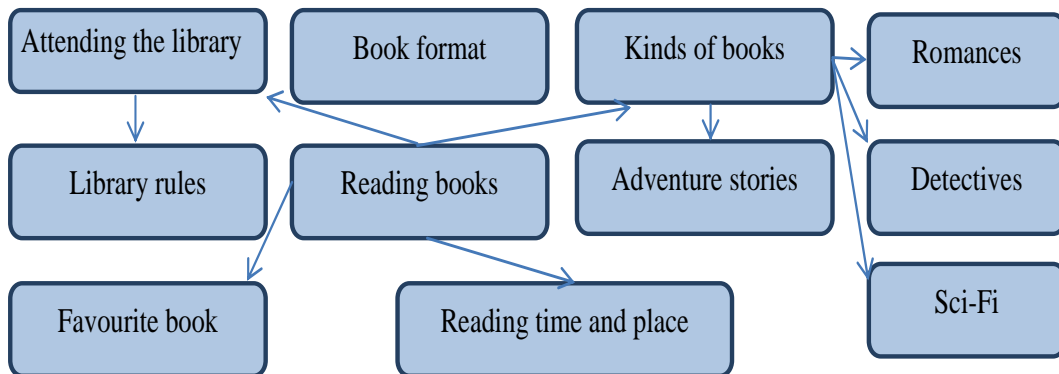 Attending the library
Book format
Kinds of books
Romances
Library rules
Reading books
Adventure stories
Detectives
Favourite book
Reading time and place
Sci-Fi